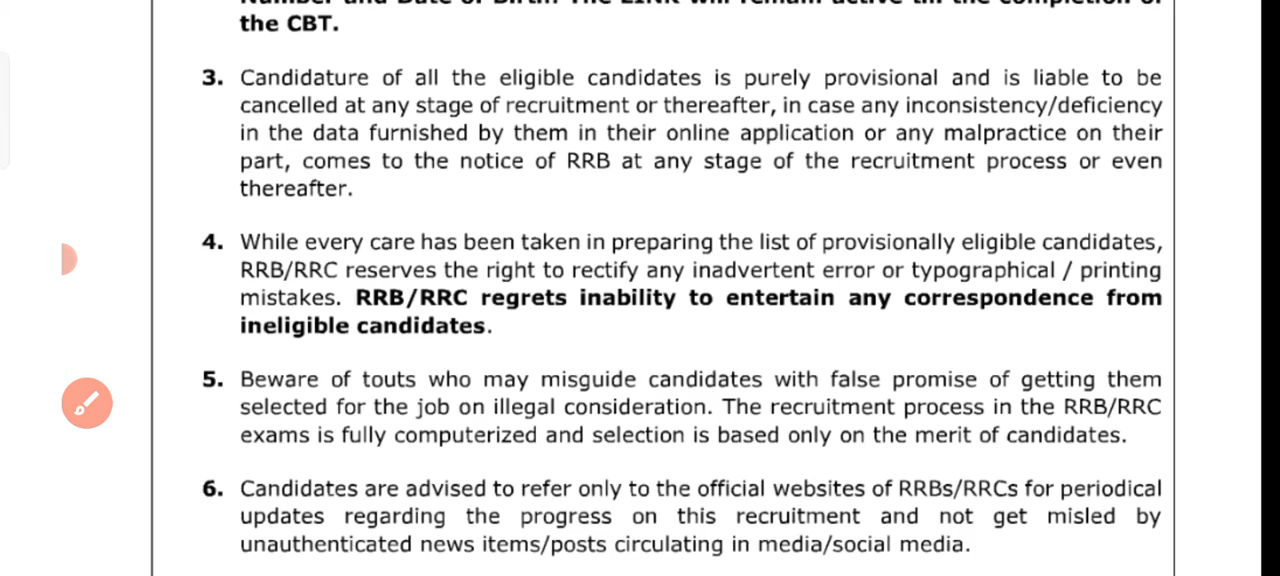 the CBT.
3. Candidature of all the eligible candidates is purely provisional and is liable to be
cancelled at any stage of recruitment or thereafter, in case any inconsistency/deficiency
in the data furnished by them in their online application or any malpractice on their
part, comes to the notice of RRB at any stage of the recruitment process or even
thereafter.
4. While every care has been taken in preparing the list of provisionally eligible candidates,
RRB/RRC reserves the right to rectify any inadvertent error or typographical / printing
mistakes. RRB/RRC regrets inability to entertain any correspondence from
ineligible candidates.
5. Beware of touts who may misguide candidates with false promise of getting them
selected for the job on illegal consideration. The recruitment process in the RRB/RRC
exams is fully computerized and selection is based only on the merit of candidates.
6. Candidates are advised to refer only to the official websites of RRBs/RRCs for periodical
updates regarding the progress on this recruitment and not get misled by
unauthenticated news items/posts circulating in media/social media.